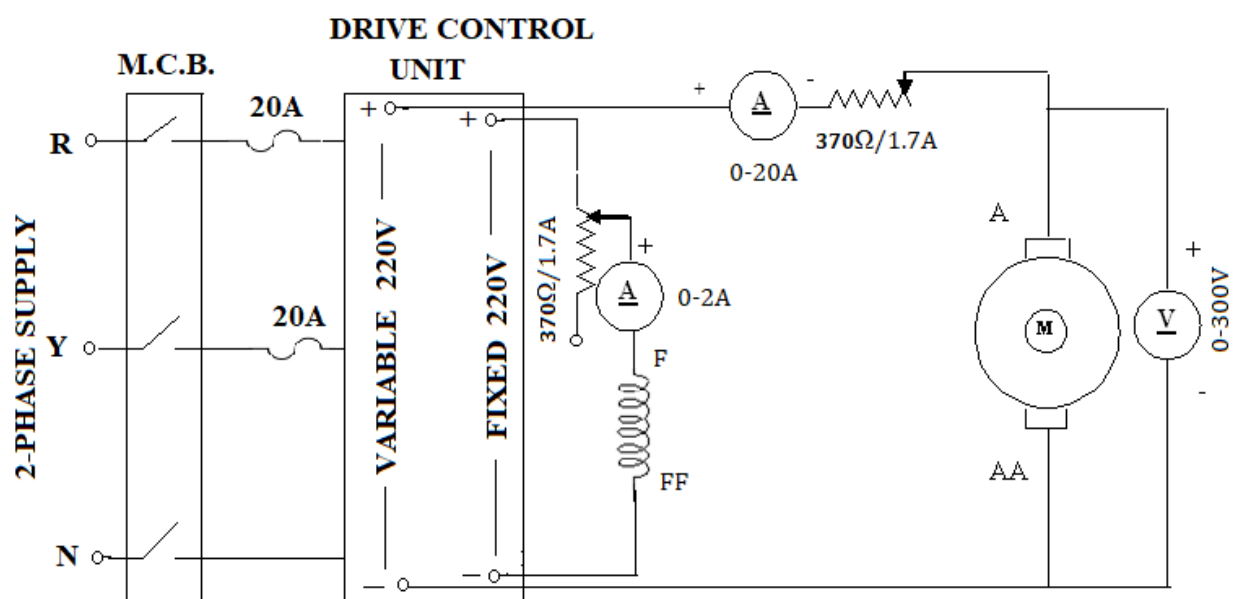 DRIVE CONTROL
UNIT
M.C.B.
20A
R
+
+
+
-
A
370Ω/1.7A
0-20A
2-PHASE SUPPLY
VARIABLE 220V
FIXED 220V
370Ω/1.7A
+
A
0-2A
A
+
Y
20A
M
V
0-300V
F
-
FF
AA
N
-
-